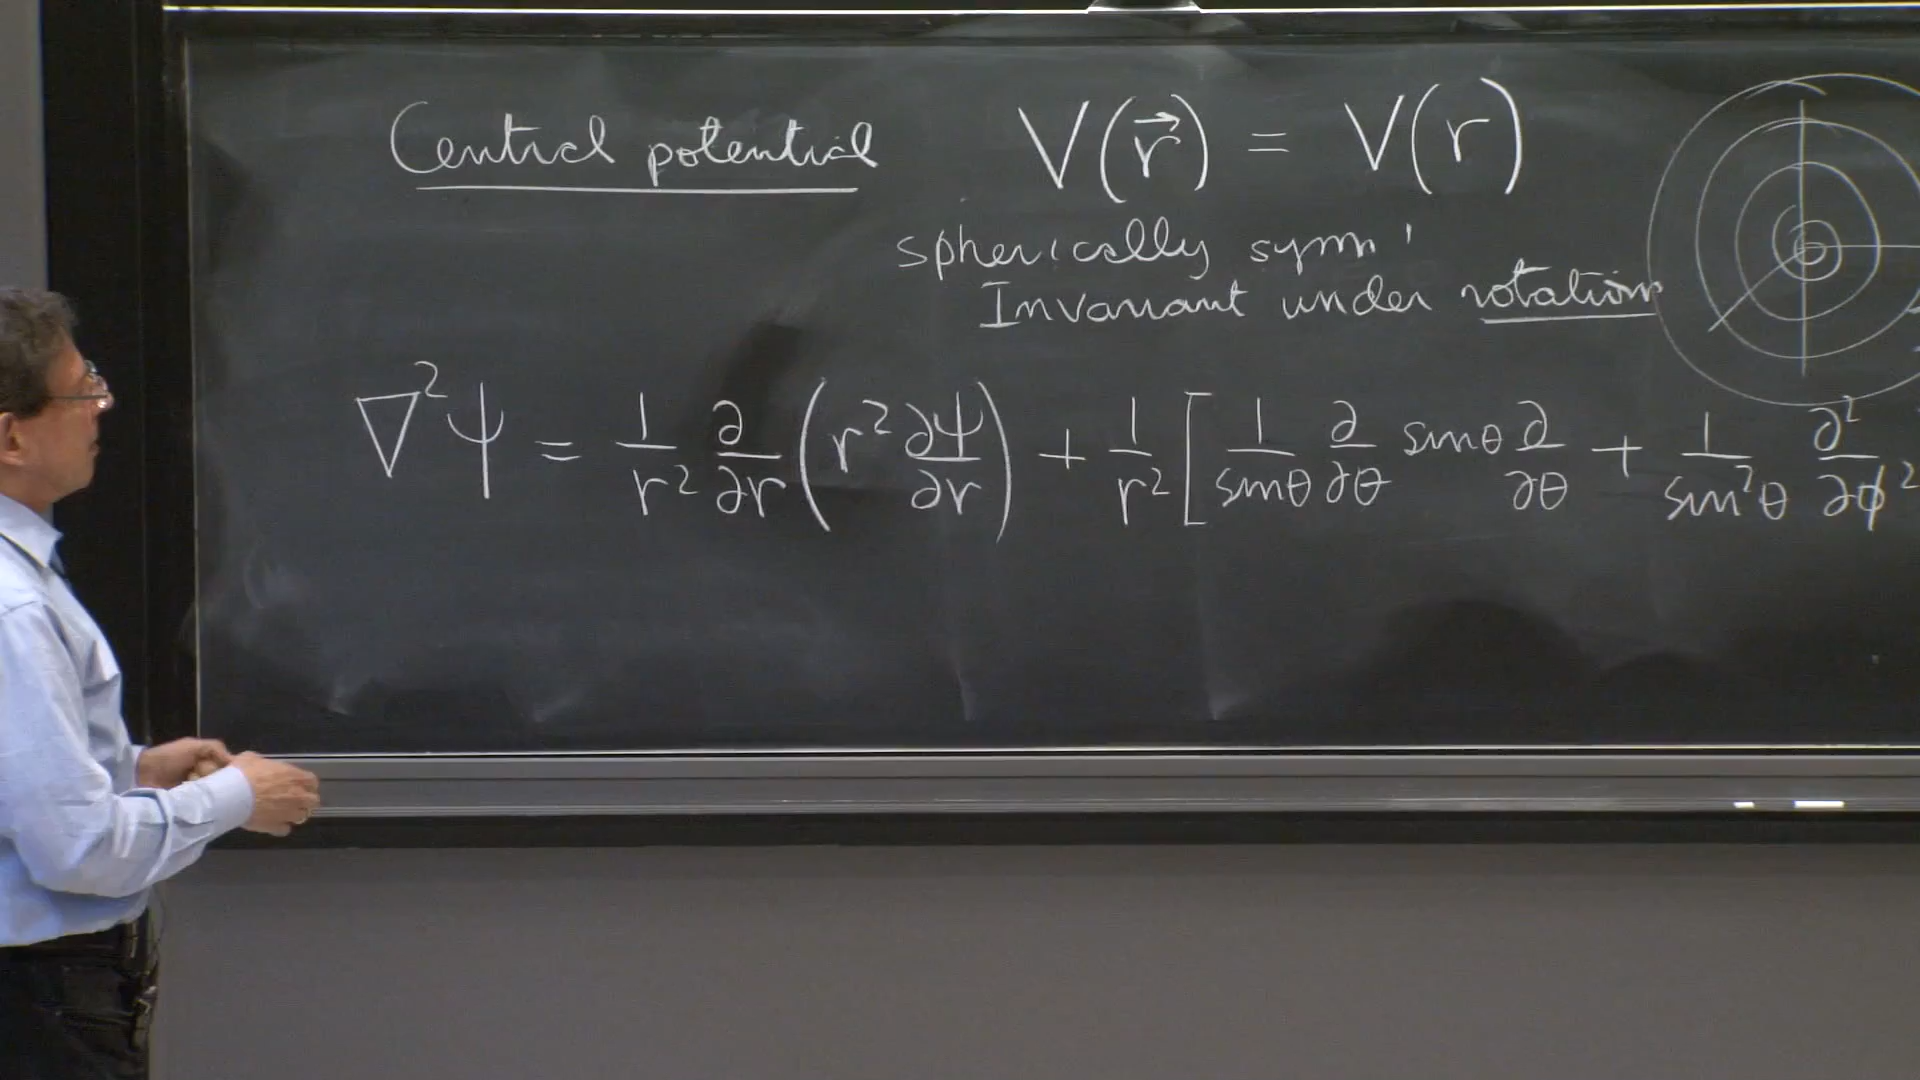 Central potential V(r⃗) = V(r)
spherically symm'
Invariant under rotations
∇²ψ = 1/r² ∂/∂r (r² ∂ψ/∂r) + 1/r² [1/sinθ ∂/∂θ sinθ ∂/∂θ + 1/sin²θ ∂²/∂ϕ²